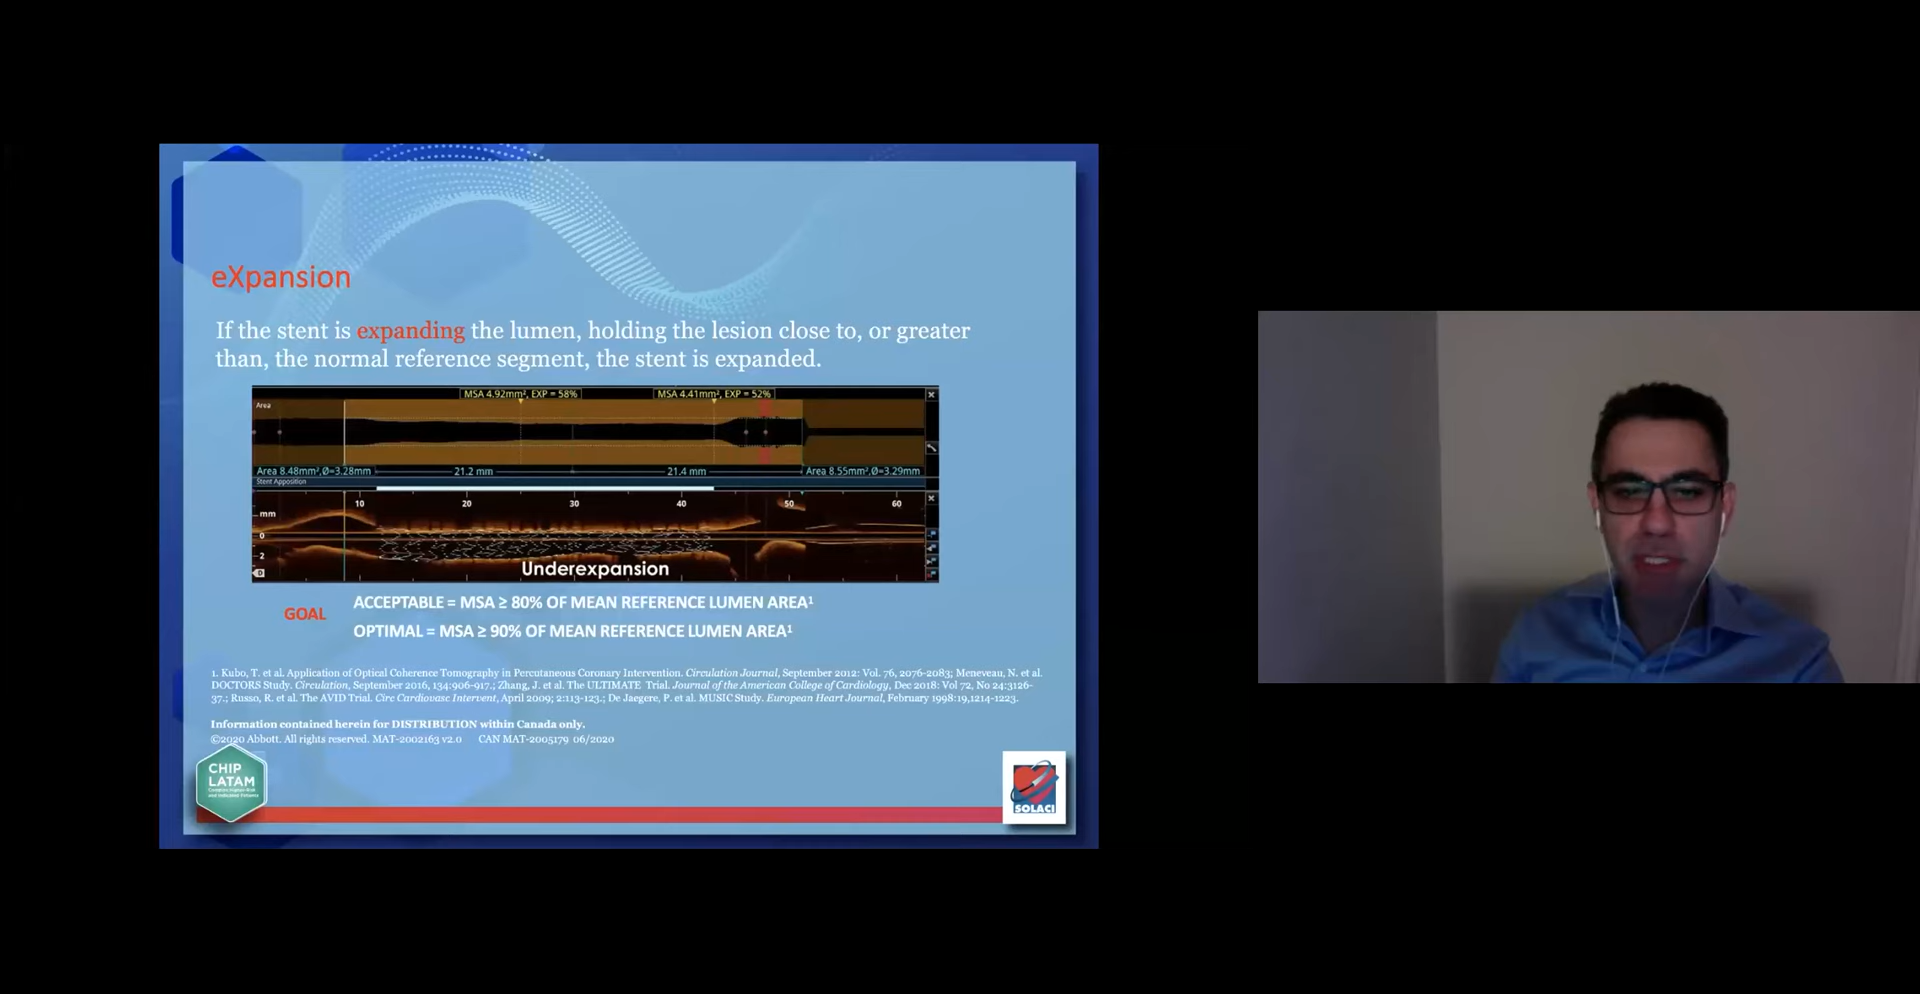 eXpansion
If the stent is expanding the lumen, holding the lesion close to, or greater
than, the normal reference segment, the stent is expanded.
MSA 4.92mm², EXP = 58%
MSA 4.41mm², EXP = 52%
Area
Area 8.48mm²,Ø=3.28mm
21.2 mm
21.4 mm
Area 8.55mm²,Ø=3.29mm
Stent Apposition
10 20 30 40 50 60
mm
0
2
Underexpansion
GOAL
ACCEPTABLE = MSA ≥ 80% OF MEAN REFERENCE LUMEN AREA¹
OPTIMAL = MSA ≥ 90% OF MEAN REFERENCE LUMEN AREA¹
1. Kubo, T. et al. Application of Optical Coherence Tomography in Percutaneous Coronary Intervention. Circulation Journal, September 2012: Vol. 76, 2076-2083; Meneveau, N. et al.
DOCTORS Study. Circulation, September 2016, 134:906-917.; Zhang, J. et al. The ULTIMATE Trial. Journal of the American College of Cardiology, Dec 2018: Vol 72, No 24:3126-
37.; Russo, R. et al. The AVID Trial. Circ Cardiovasc Intervent, April 2009; 2:113-123.; De Jaegere, P. et al. MUSIC Study. European Heart Journal, February 1998:19,1214-1223.
Information contained herein for DISTRIBUTION within Canada only.
©2020 Abbott. All rights reserved. MAT-2002163 v2.0 CAN MAT-2005179 06/2020
CHIP
LATAM
SOLACI